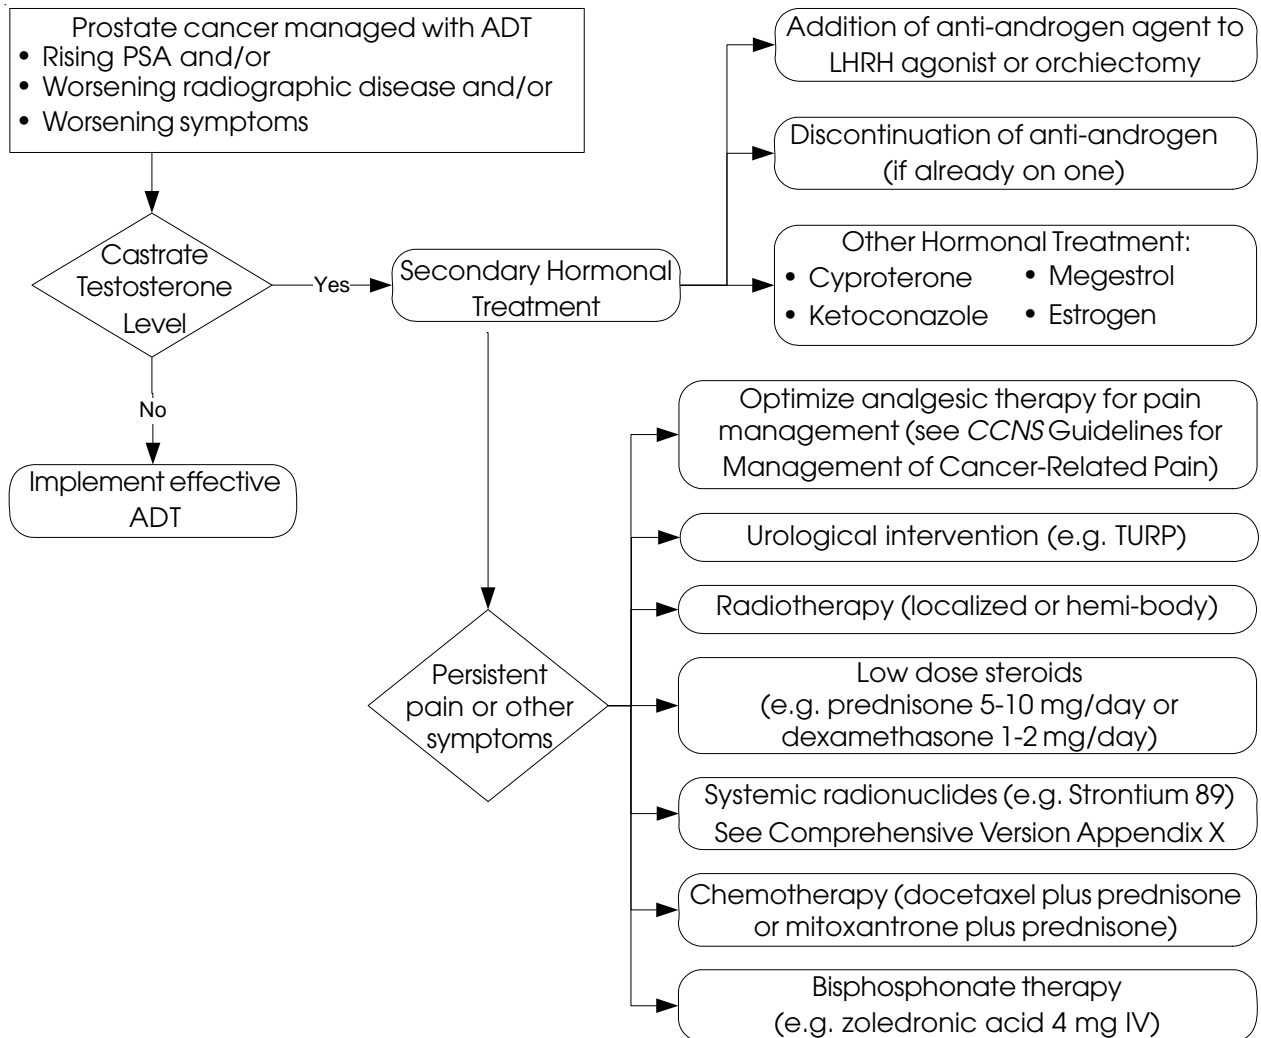 Prostate cancer managed with ADT
• Rising PSA and/or
• Worsening radiographic disease and/or
• Worsening symptoms
Castrate
Testosterone
Level
Yes
No
Implement effective
ADT
Secondary Hormonal
Treatment
Addition of anti-androgen agent to
LHRH agonist or orchiectomy
Discontinuation of anti-androgen
(if already on one)
Other Hormonal Treatment:
• Cyproterone • Megestrol
• Ketoconazole • Estrogen
Persistent
pain or other
symptoms
Optimize analgesic therapy for pain
management (see CCNS Guidelines for
Management of Cancer-Related Pain)
Urological intervention (e.g. TURP)
Radiotherapy (localized or hemi-body)
Low dose steroids
(e.g. prednisone 5-10 mg/day or
dexamethasone 1-2 mg/day)
Systemic radionuclides (e.g. Strontium 89)
See Comprehensive Version Appendix X
Chemotherapy (docetaxel plus prednisone
or mitoxantrone plus prednisone)
Bisphosphonate therapy
(e.g. zoledronic acid 4 mg IV)